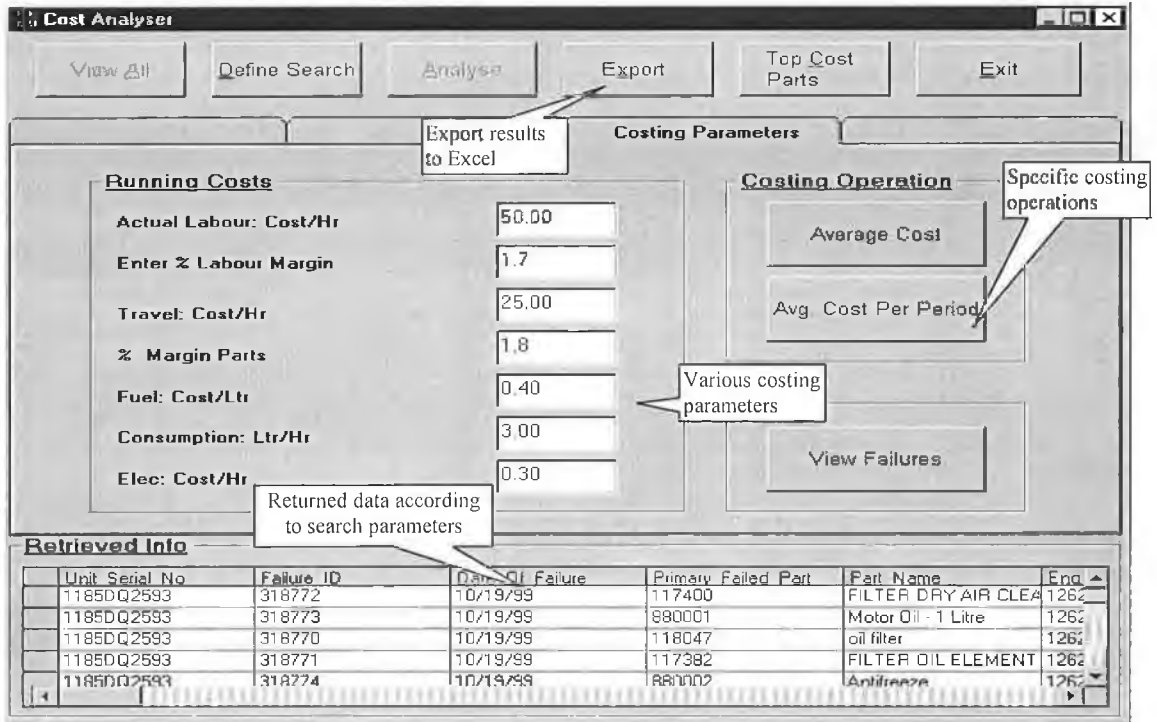 Cost Analyser
View All Define Search Analyse Export Top Cost Parts Exit
Export results to Excel
Costing Parameters
Running Costs
Actual Labour: Cost/Hr 50.00
Enter % Labour Margin 1.7
Travel: Cost/Hr 25.00
% Margin Parts 1.8
Fuel: Cost/Ltr 0.40
Consumption: Ltr/Hr 3.00
Elec: Cost/Hr 0.30
Costing Operation
Specific costing operations
Average Cost
Avg. Cost Per Period
Various costing parameters
View Failures
Returned data according to search parameters
Retrieved Info
Unit Serial No Failure ID Date Of Failure Primary Failed Part Part Name Eng
1185DQ2593 318772 10/19/99 117400 FILTER DRY AIR CLEA 1262
1185DQ2593 318773 10/19/99 880001 Motor Oil - 1 Litre 1262
1185DQ2593 318770 10/19/99 118047 oil filter 1262
1185DQ2593 318771 10/19/99 117382 FILTER OIL ELEMENT 1262
1185DQ2593 318774 10/19/99 880002 Antifreeze 1262